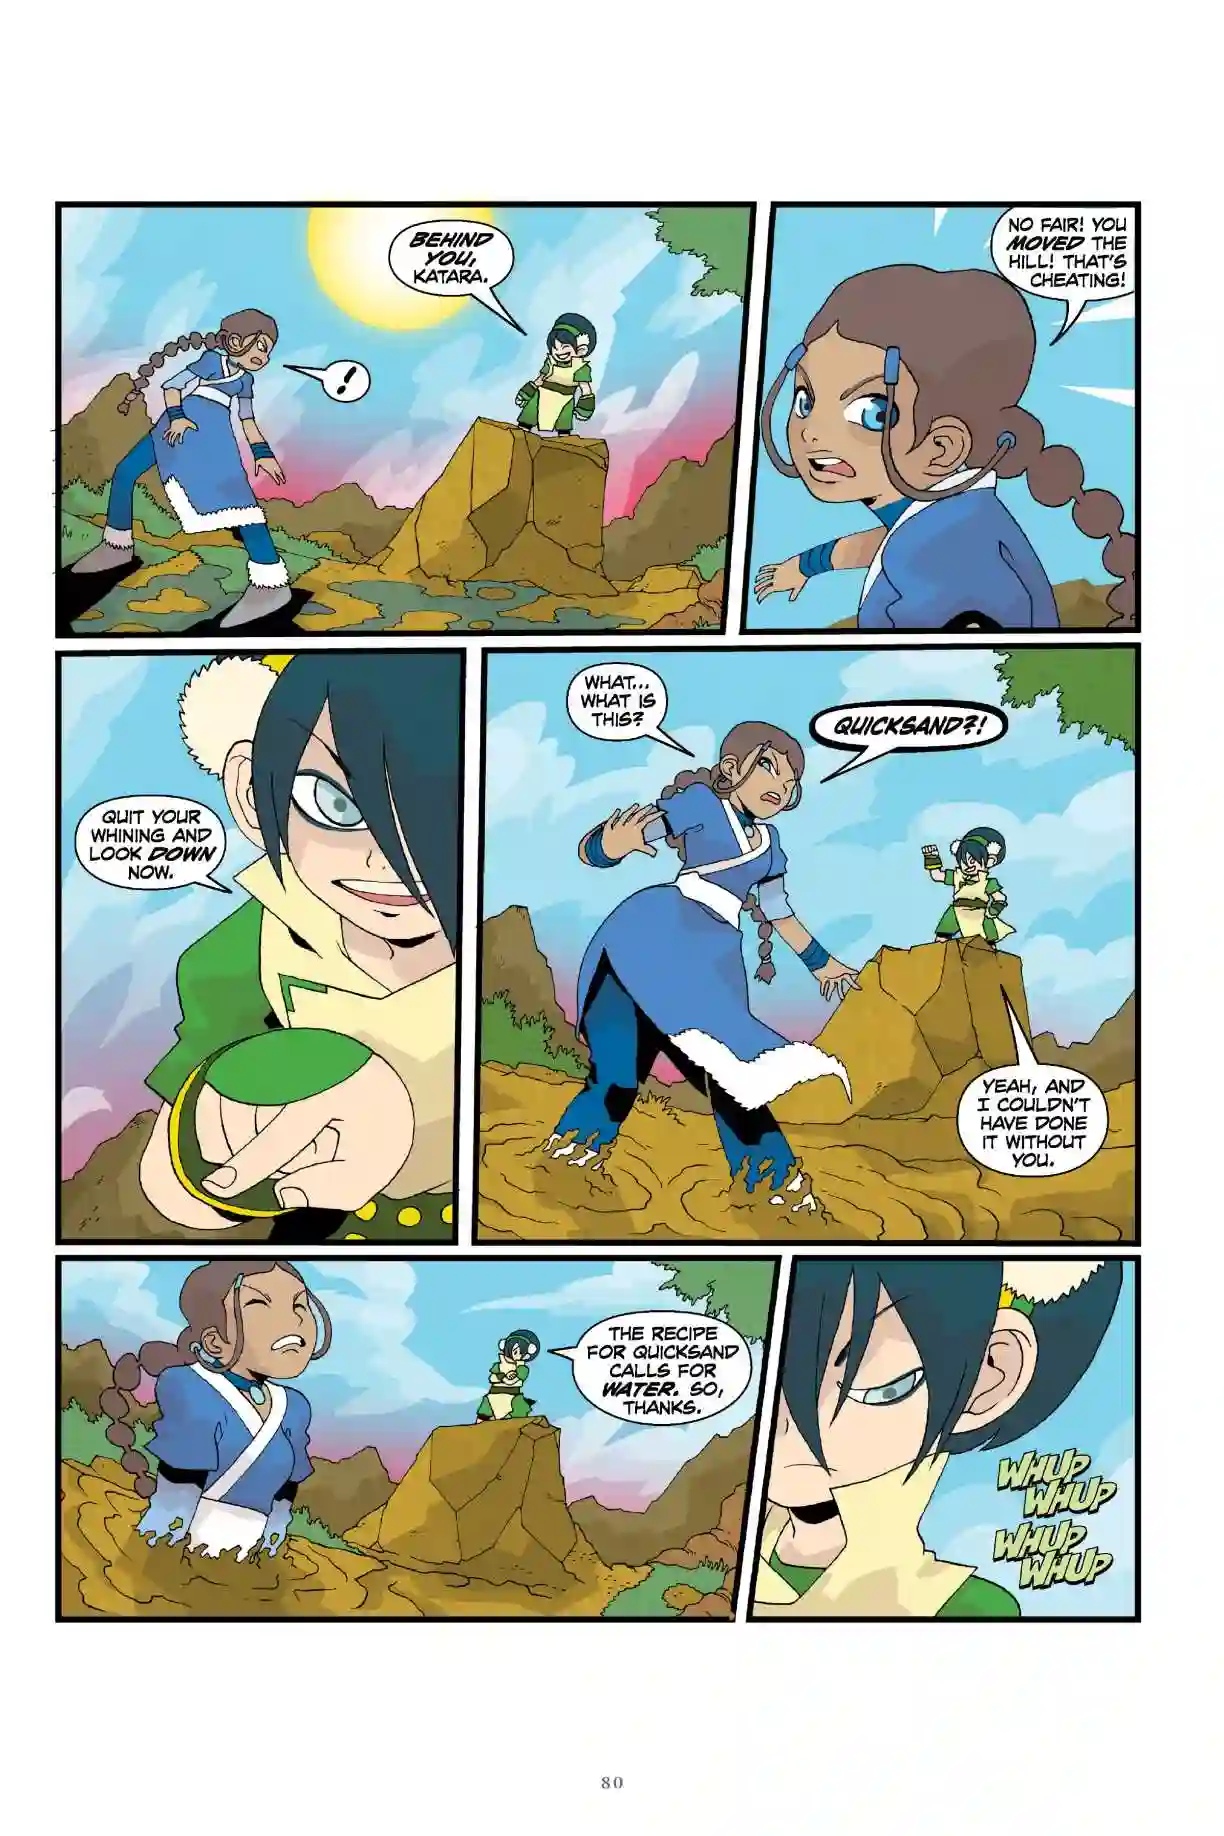 BEHIND
YOU,
KATARA.
!
NO FAIR! YOU
MOVED THE
HILL! THAT'S
CHEATING!
QUIT YOUR
WHINING AND
LOOK DOWN
NOW.
WHAT...
WHAT IS
THIS?
QUICKSAND?!
YEAH, AND
I COULDN'T
HAVE DONE
IT WITHOUT
YOU.
THE RECIPE
FOR QUICKSAND
CALLS FOR
WATER. SO,
THANKS.
WHUP
WHUP
WHUP
WHUP
80